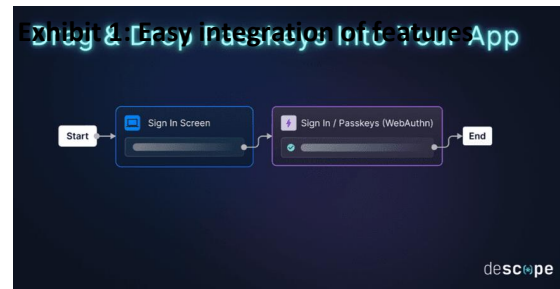 Exhibit 1: Easy integration of features
Drag & Drop Passkeys Into Your App
Start
Sign In Screen
Sign In / Passkeys (WebAuthn)
End
descope